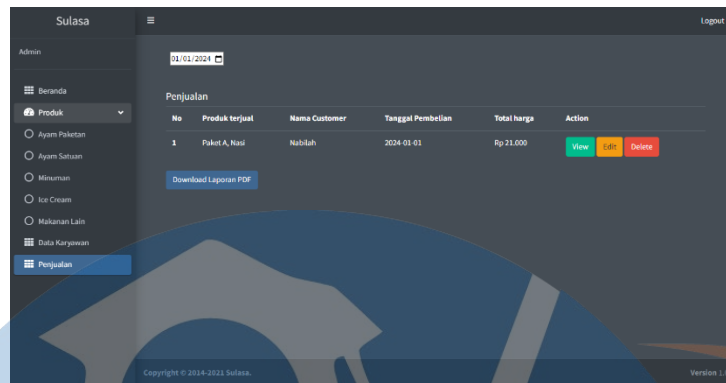 Sulasa
Logout
Admin
01/01/2024
Beranda
Produk
Ayam Paketan
Ayam Satuan
Minuman
Ice Cream
Makanan Lain
Data Karyawan
Penjualan
Penjualan
No Produk terjual Nama Customer Tanggal Pembelian Total harga Action
1 Paket A, Nasi Nabilah 2024-01-01 Rp 21.000 View Edit Delete
Download Laporan PDF
Copyright © 2014-2021 Sulasa.
Version